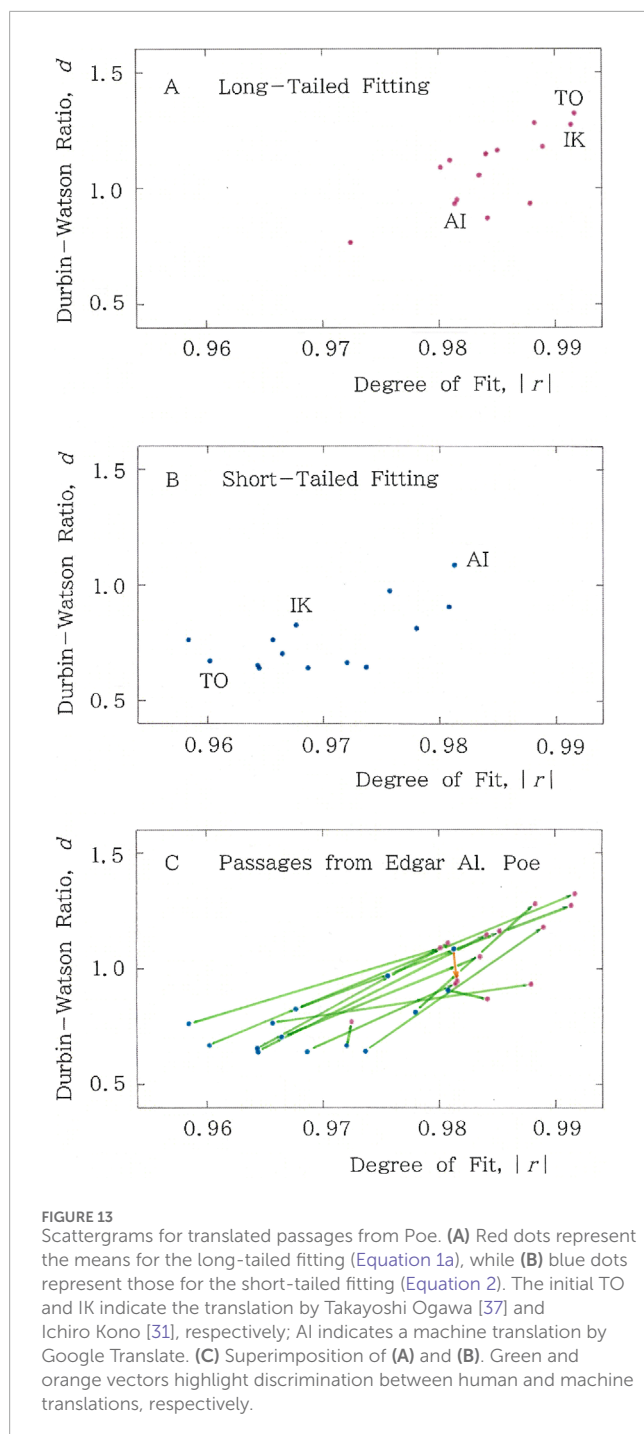 1.5
1.0
0.5
Durbin-Watson Ratio, d
A Long-Tailed Fitting
TO
IK
AI
0.96 0.97 0.98 0.99
Degree of Fit, |r|
1.5
1.0
0.5
Durbin-Watson Ratio, d
B Short-Tailed Fitting
AI
IK
TO
0.96 0.97 0.98 0.99
Degree of Fit, |r|
1.5
1.0
0.5
Durbin-Watson Ratio, d
C Passages from Edgar Al. Poe
0.96 0.97 0.98 0.99
Degree of Fit, |r|
FIGURE 13
Scattergrams for translated passages from Poe. (A) Red dots represent
the means for the long-tailed fitting (Equation 1a), while (B) blue dots
represent those for the short-tailed fitting (Equation 2). The initial TO
and IK indicate the translation by Takayoshi Ogawa [37] and
Ichiro Kono [31], respectively; AI indicates a machine translation by
Google Translate. (C) Superimposition of (A) and (B). Green and
orange vectors highlight discrimination between human and machine
translations, respectively.